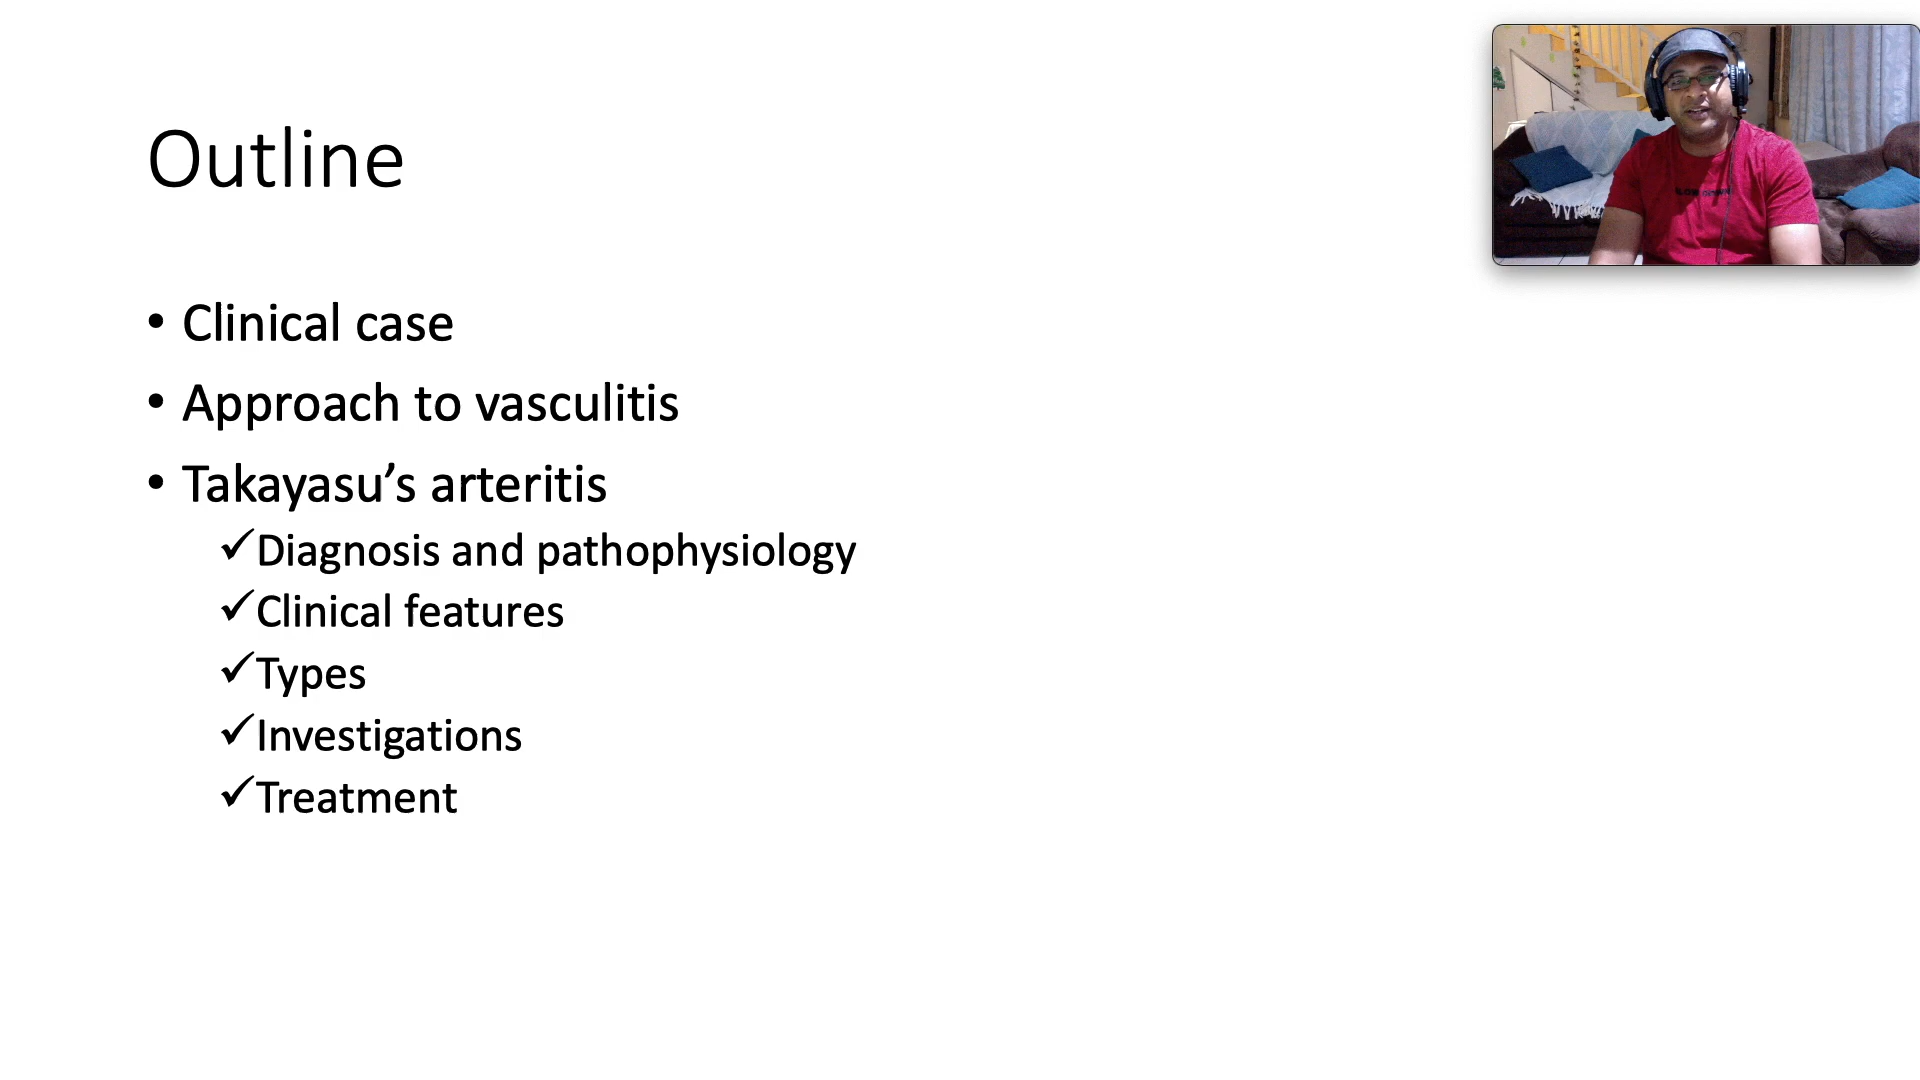 Outline
• Clinical case
• Approach to vasculitis
• Takayasu’s arteritis
✓Diagnosis and pathophysiology
✓Clinical features
✓Types
✓Investigations
✓Treatment